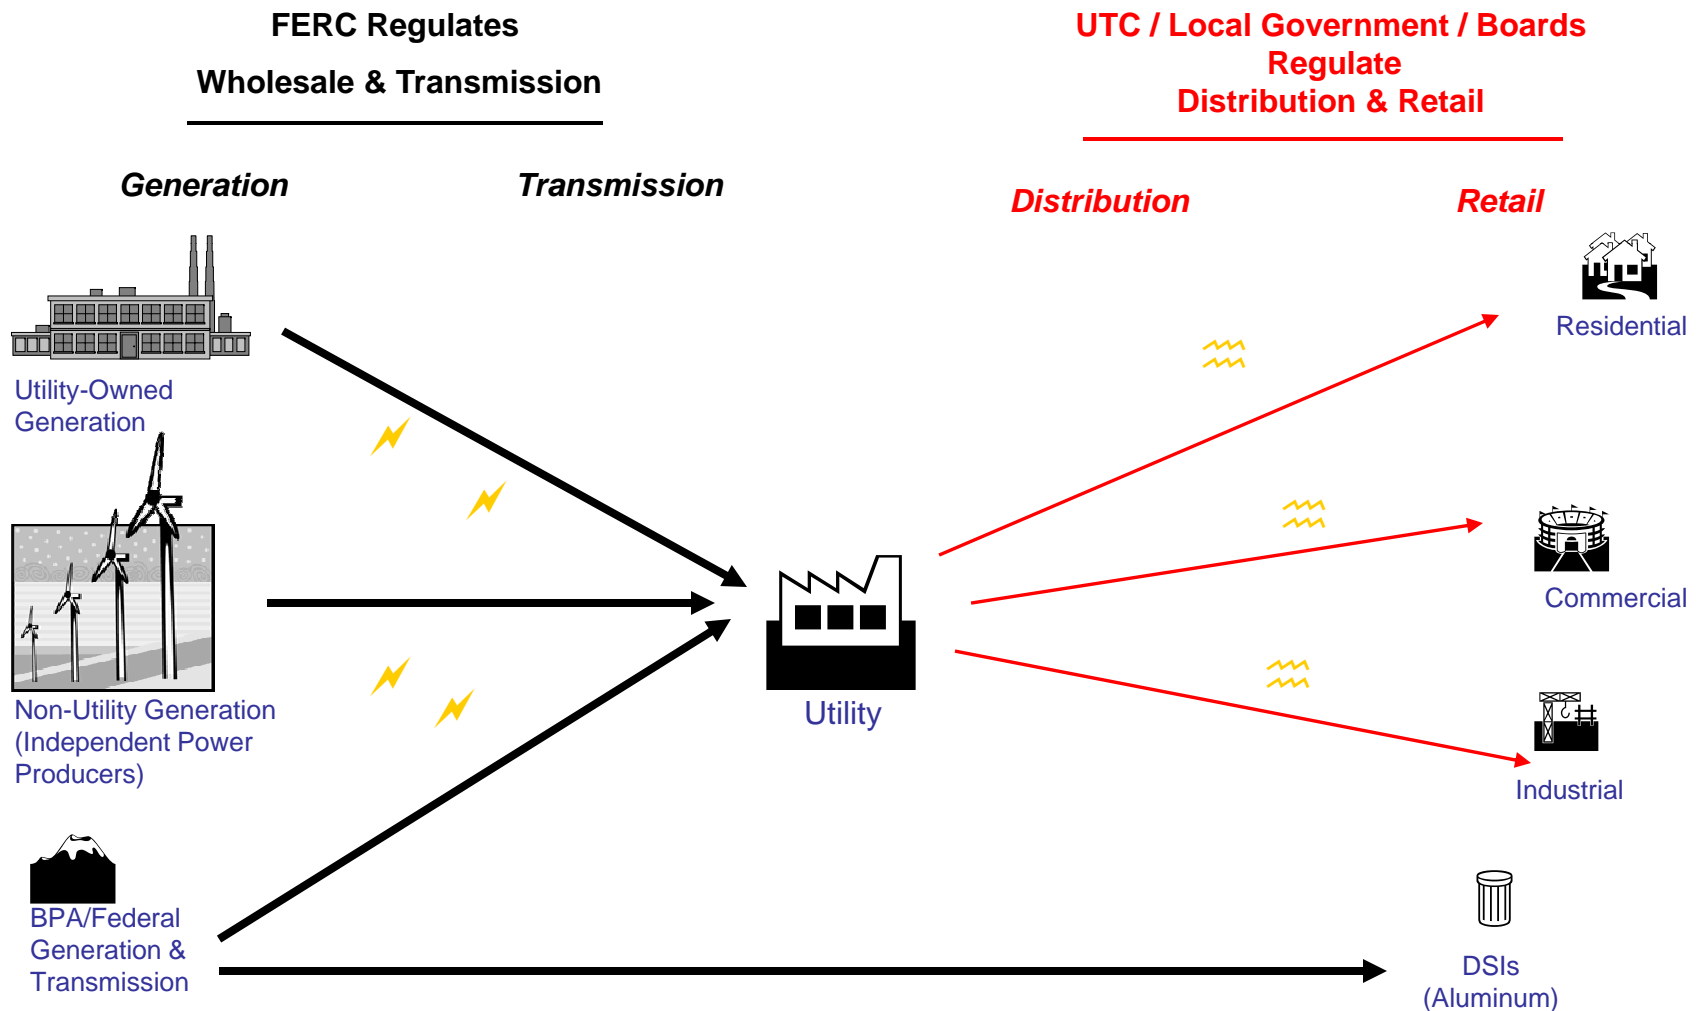 FERC Regulates
Wholesale & Transmission
UTC / Local Government / Boards
Regulate
Distribution & Retail
Generation
Transmission
Distribution
Retail
Utility-Owned
Generation
Residential
Commercial
Non-Utility Generation
(Independent Power
Producers)
Utility
Industrial
BPA/Federal
Generation &
Transmission
DSIs
(Aluminum)